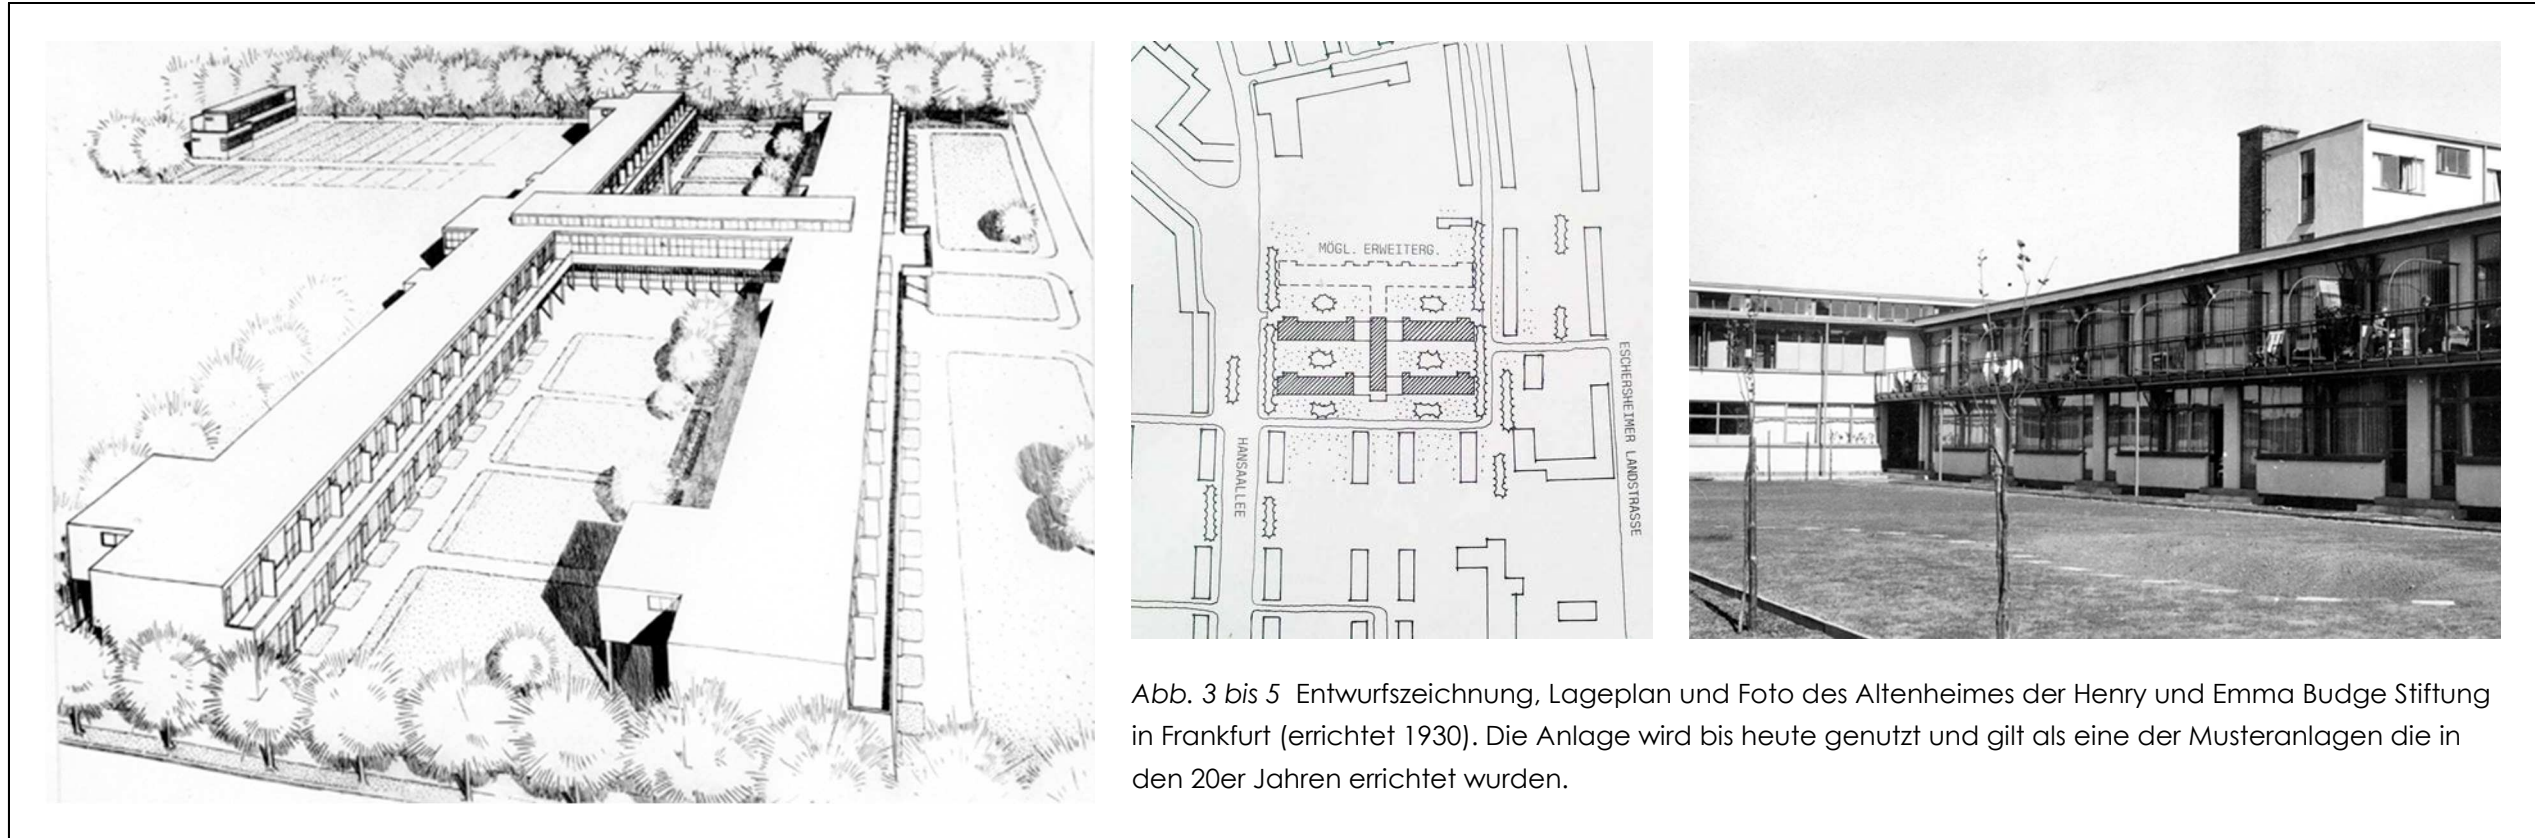 MÖGL. ERWEITERG.
HANSAALLEE
ESCHERSHEIMER LANDSTRASSE
Abb. 3 bis 5 Entwurfszeichnung, Lageplan und Foto des Altenheimes der Henry und Emma Budge Stiftung
in Frankfurt (errichtet 1930). Die Anlage wird bis heute genutzt und gilt als eine der Musteranlagen die in
den 20er Jahren errichtet wurden.